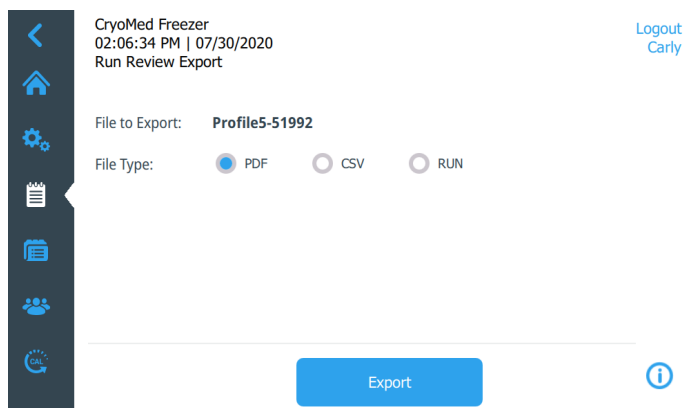 CryoMed Freezer
02:06:34 PM | 07/30/2020
Run Review Export
Logout
Carly
File to Export: Profile5-51992
File Type: PDF CSV RUN
CAL
Export